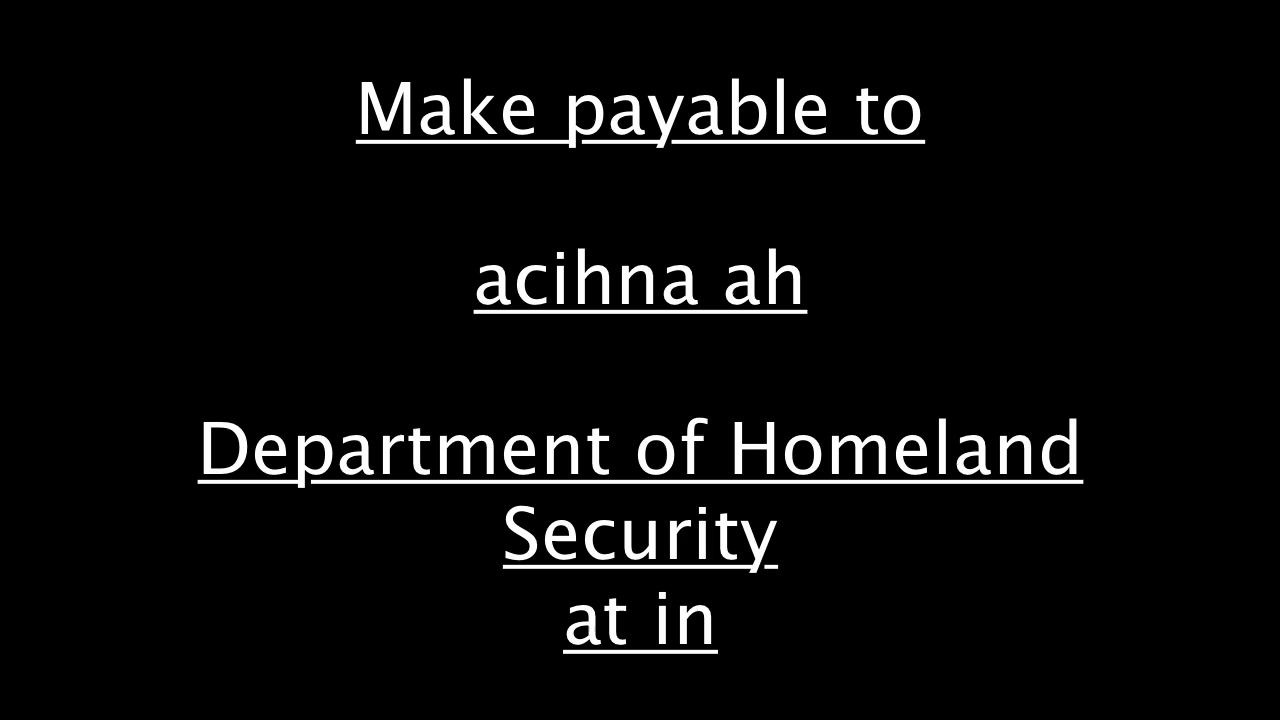 Make payable to
acihna ah
Department of Homeland
Security
at in